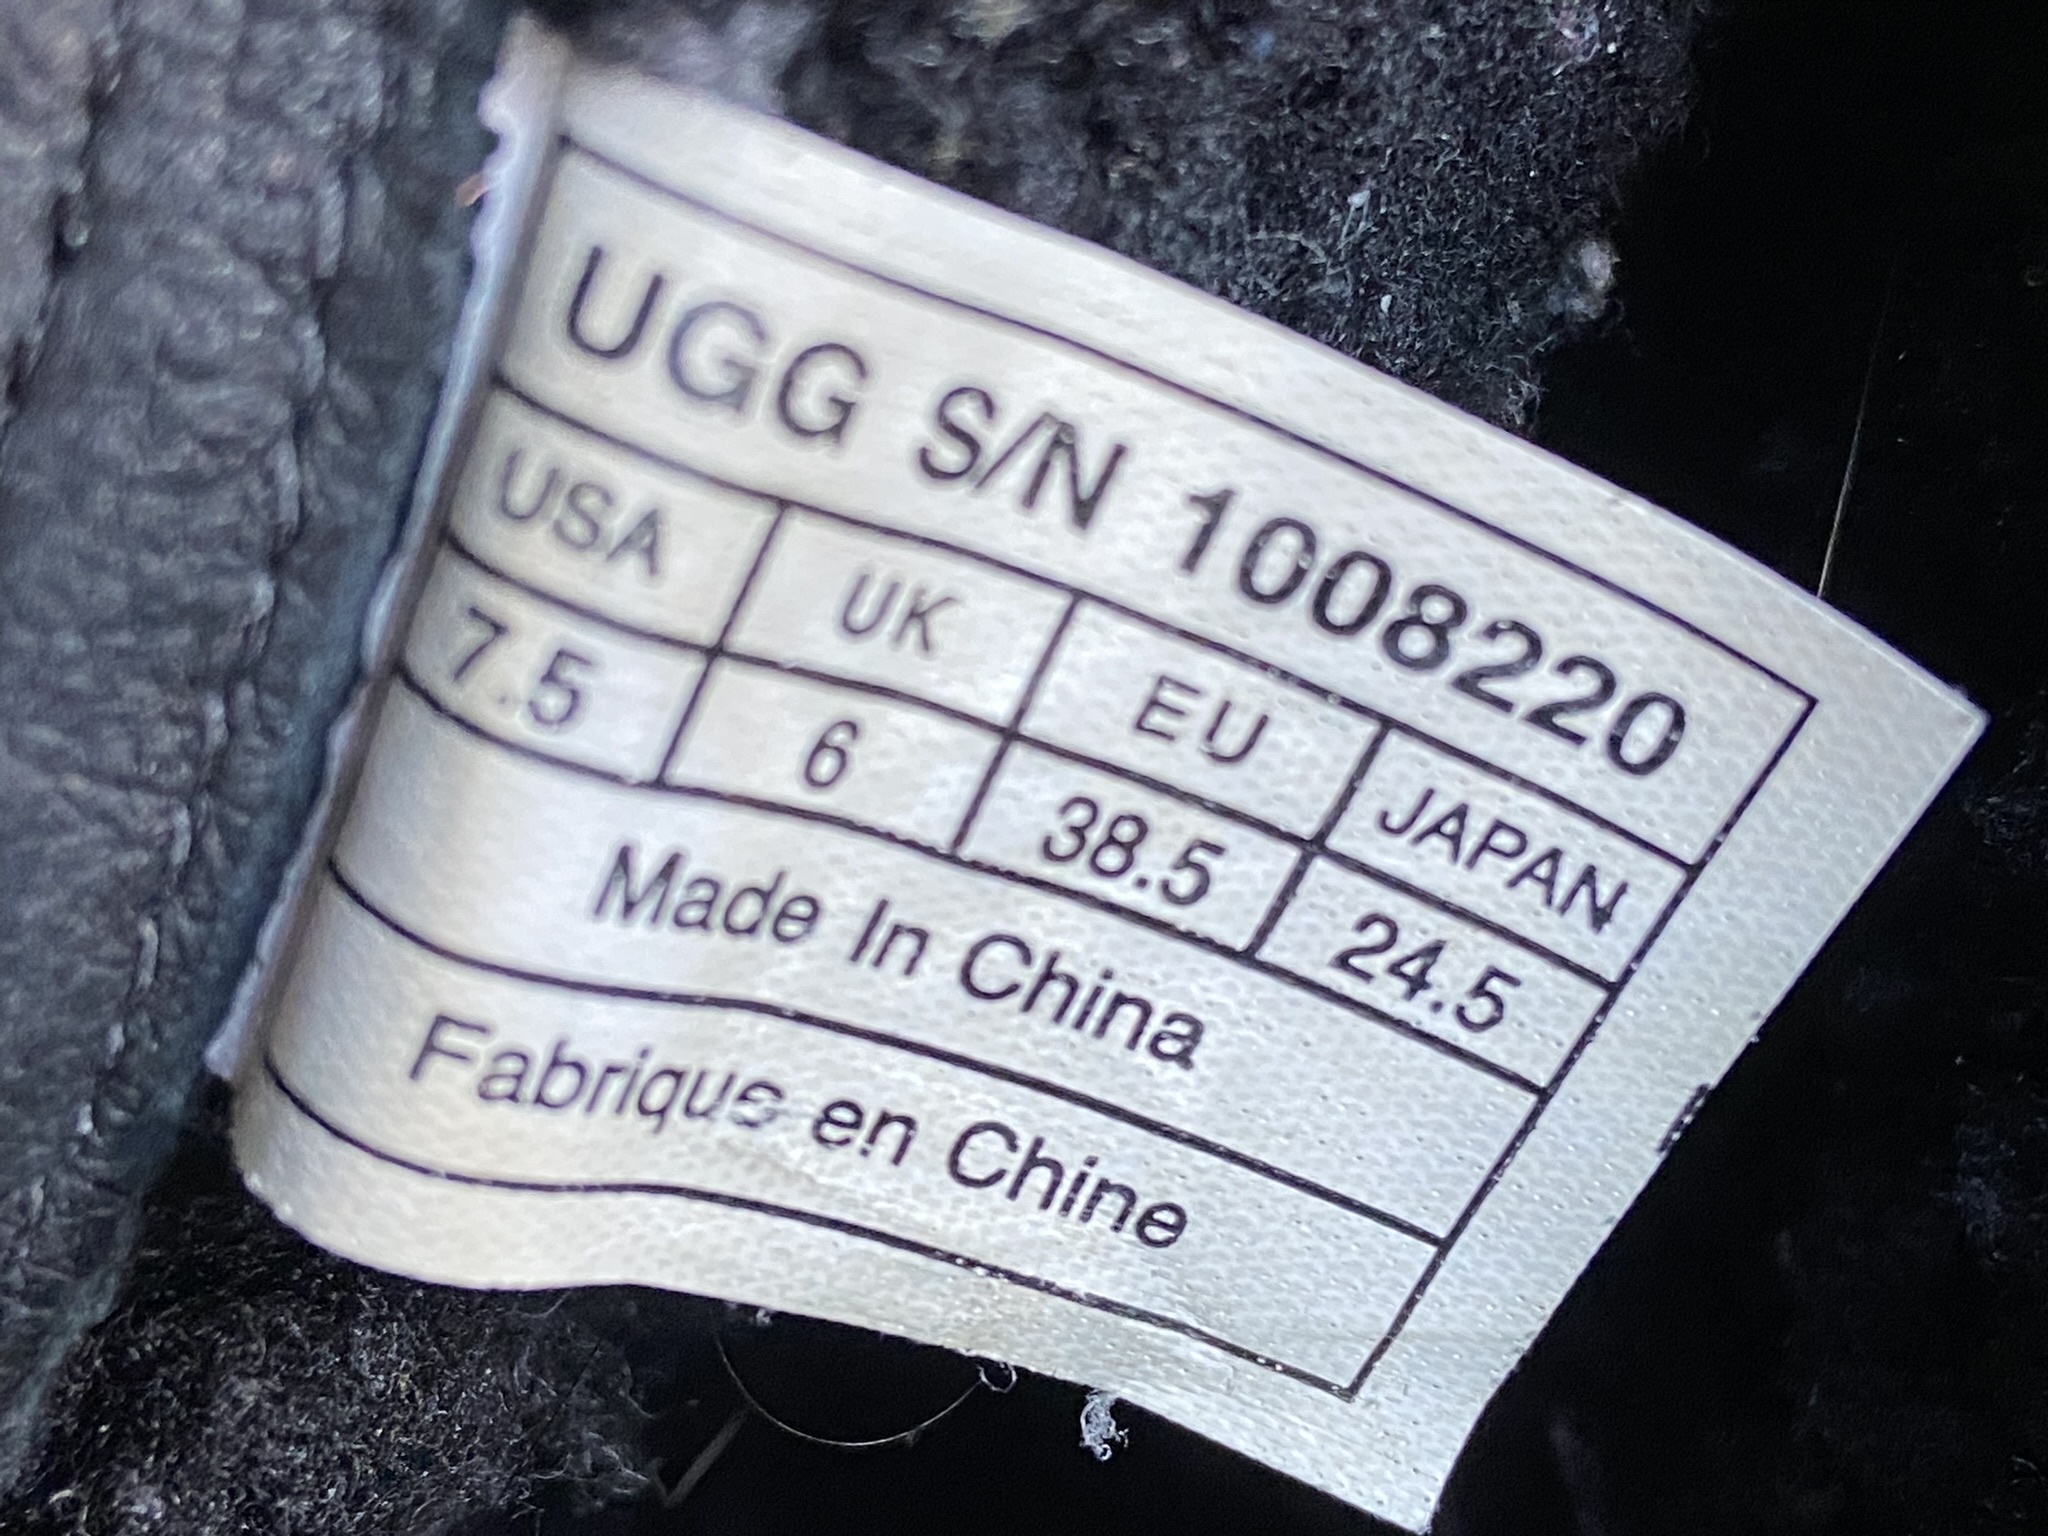 UGG S/N 1008220
USA UK EU JAPAN
7.5 6 38.5 24.5
Made In China
Fabrique en Chine